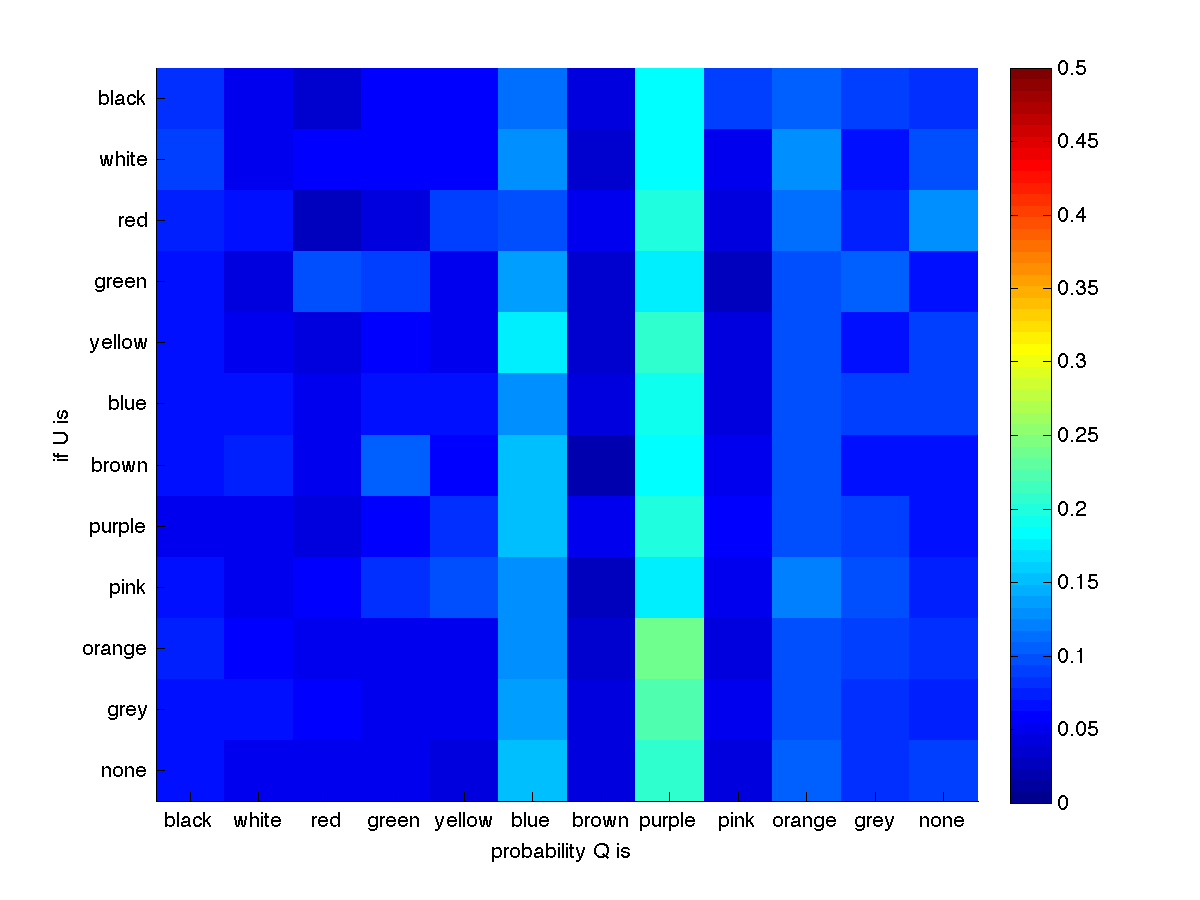 black
white
red
green
yellow
blue
brown
purple
pink
orange
grey
none
if U is
black white red green yellow blue brown purple pink orange grey none
probability Q is
0.5
0.45
0.4
0.35
0.3
0.25
0.2
0.15
0.1
0.05
0